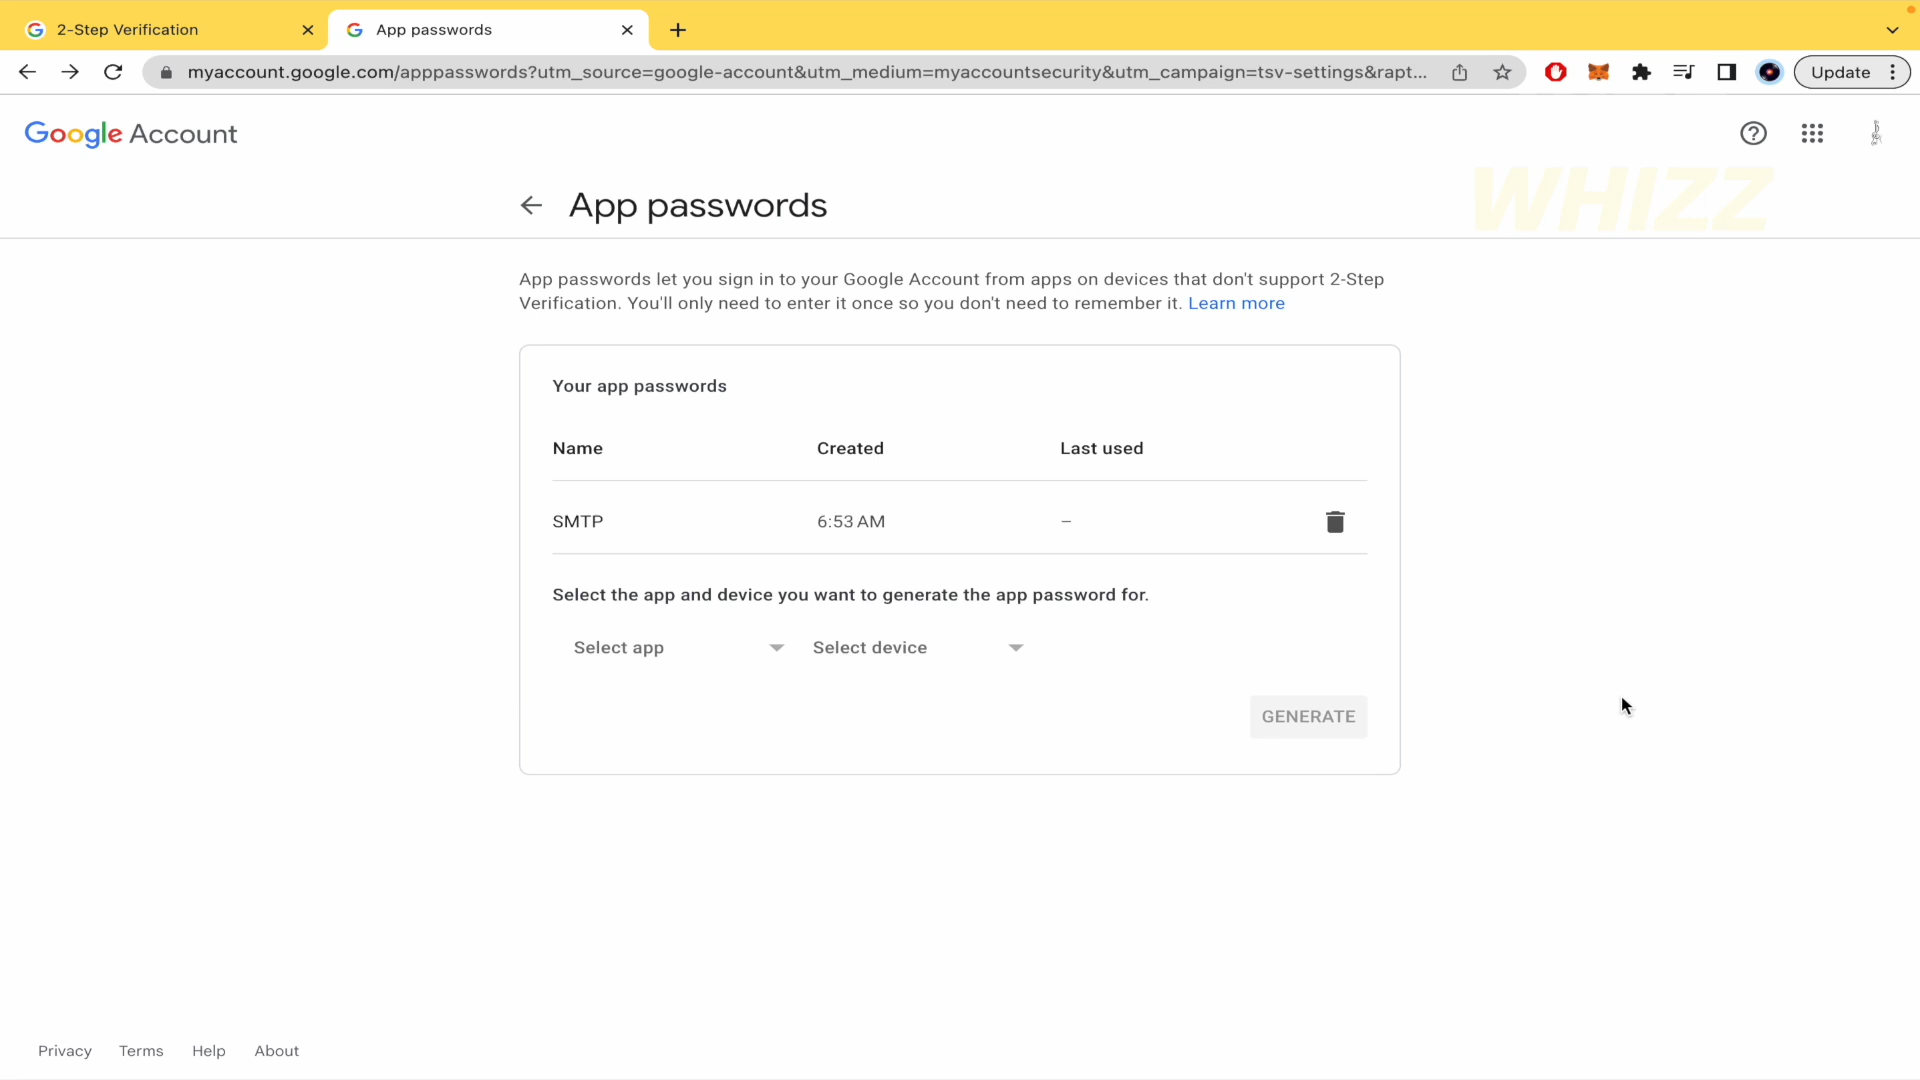 2-Step Verification
App passwords
myaccount.google.com/apppasswords?utm_source=google-account&utm_medium=myaccountsecurity&utm_campaign=tsv-settings&rapt...
Update
Google Account
WHIZZ
App passwords
App passwords let you sign in to your Google Account from apps on devices that don't support 2-Step
Verification. You'll only need to enter it once so you don't need to remember it. Learn more
Your app passwords
Name Created Last used
SMTP 6:53 AM –
Select the app and device you want to generate the app password for.
Select app Select device
GENERATE
Privacy Terms Help About